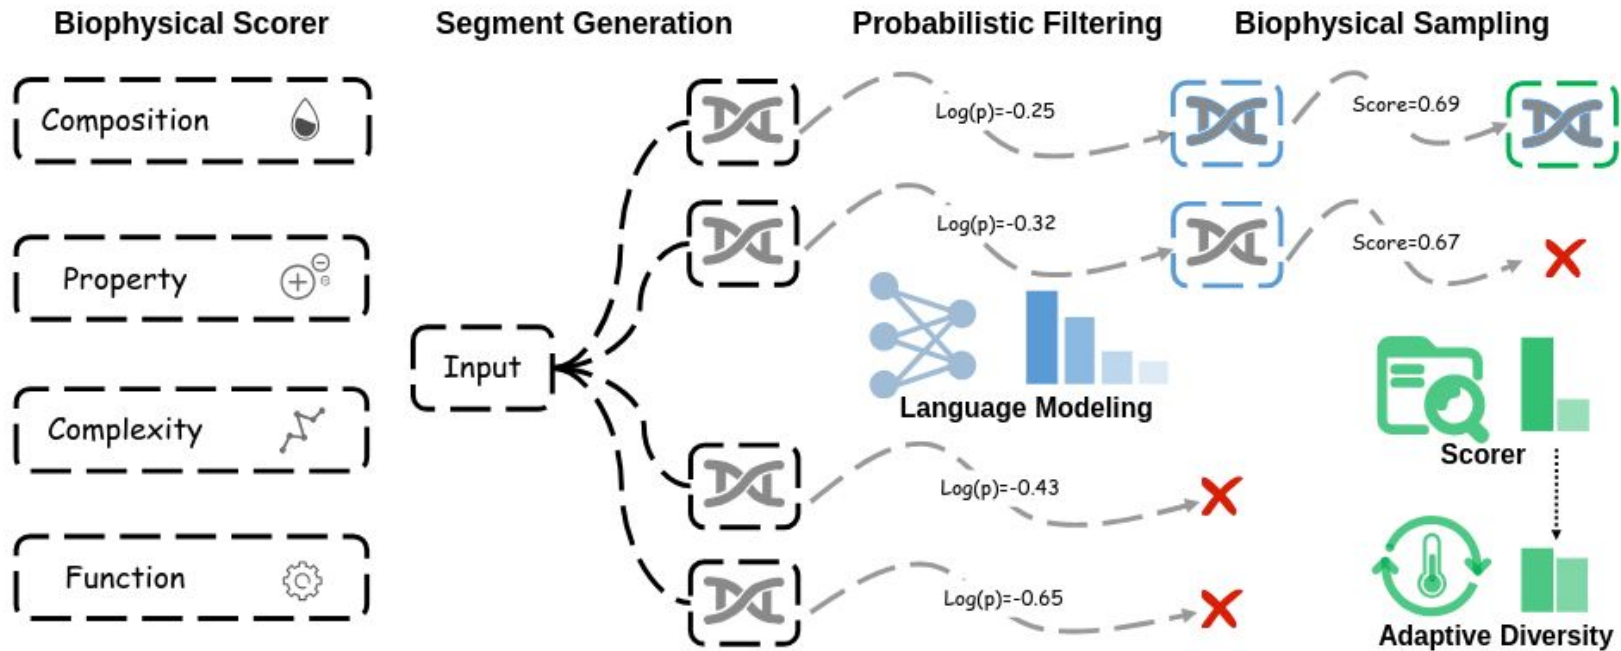 Biophysical Scorer
Segment Generation
Probabilistic Filtering
Biophysical Sampling
Composition
Property
Complexity
Function
Input
Log(p)=-0.25
Score=0.69
Log(p)=-0.32
Score=0.67
Language Modeling
Log(p)=-0.43
Log(p)=-0.65
Scorer
Adaptive Diversity